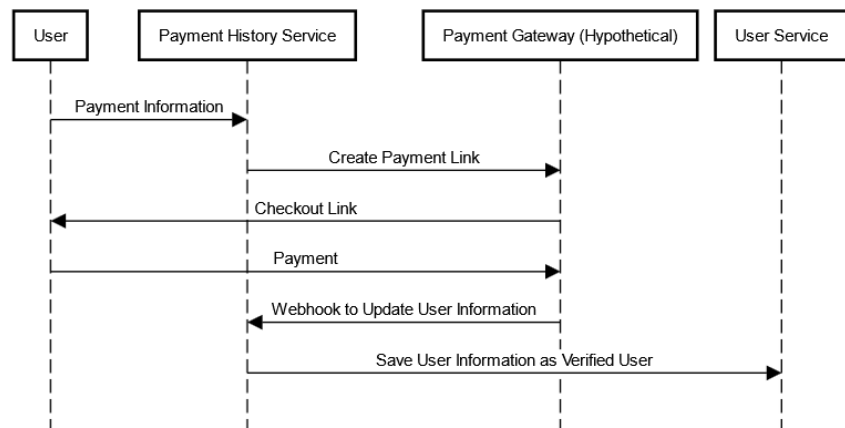 User
Payment History Service
Payment Gateway (Hypothetical)
User Service
Payment Information
Create Payment Link
Checkout Link
Payment
Webhook to Update User Information
Save User Information as Verified User